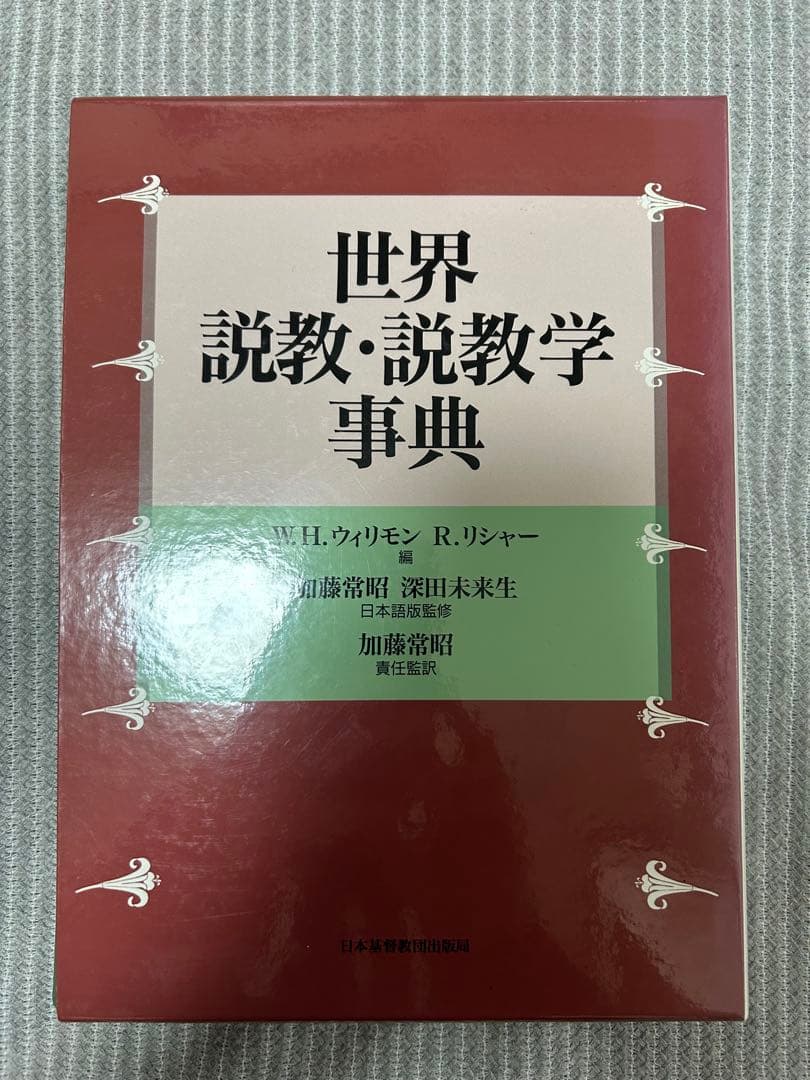 世界
説教・説教学
事典
W.H.ウィリモン R.リシャー
編
加藤常昭 深田未来生
日本語版監修
加藤常昭
責任監訳
日本基督教団出版局